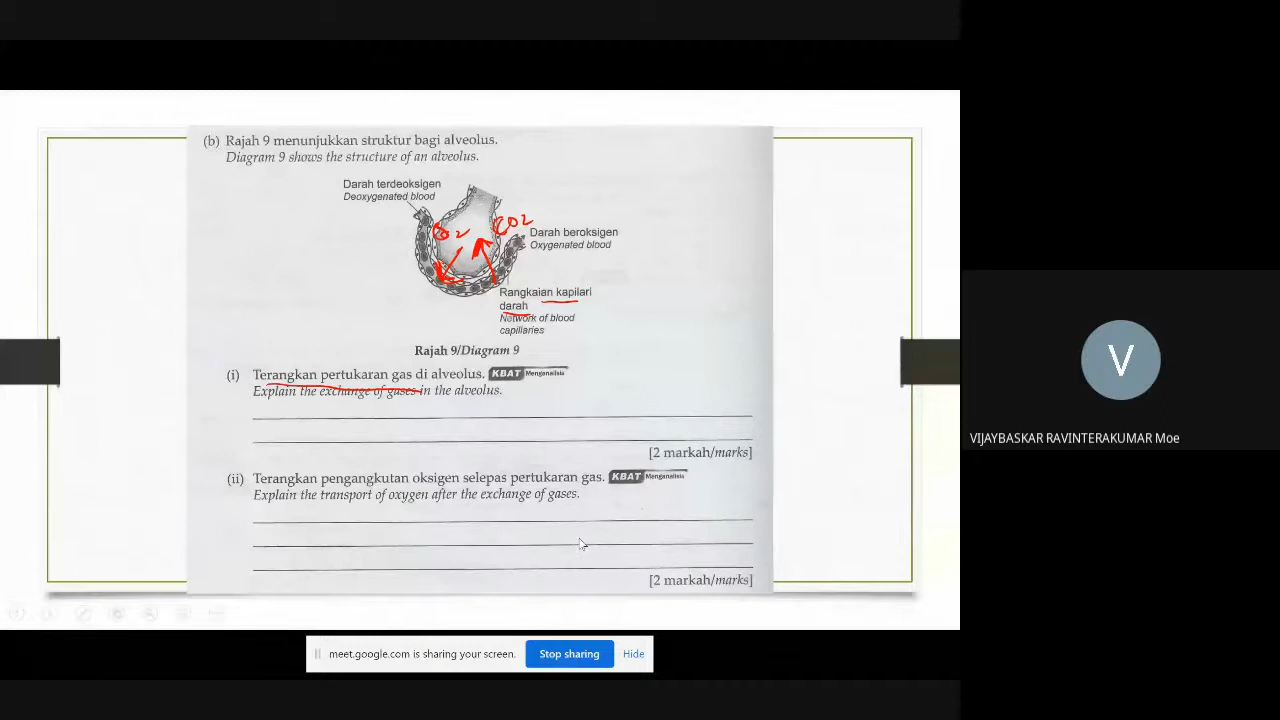 (b) Rajah 9 menunjukkan struktur bagi alveolus.
Diagram 9 shows the structure of an alveolus.
Darah terdeoksigen
Deoxygenated blood
O2
CO2
Darah beroksigen
Oxygenated blood
Rangkaian kapilari
darah
Network of blood
capillaries
Rajah 9/Diagram 9
(i) Terangkan pertukaran gas di alveolus. KBAT Menganalisis
Explain the exchange of gases in the alveolus.
[2 markah/marks]
(ii) Terangkan pengangkutan oksigen selepas pertukaran gas. KBAT Menganalisis
Explain the transport of oxygen after the exchange of gases.
[2 markah/marks]
V
VIJAYBASKAR RAVINTERAKUMAR Moe
meet.google.com is sharing your screen. Stop sharing Hide